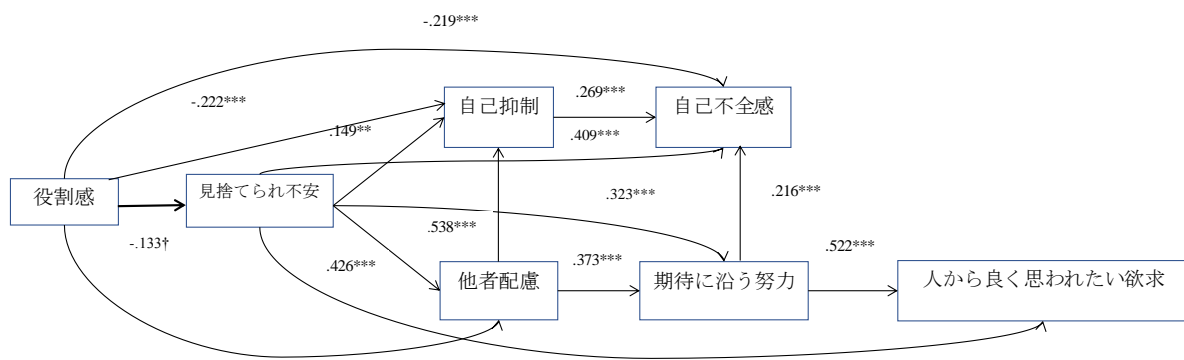 -.219***
-.222***
自己抑制
.269***
自己不全感
.149**
.409***
役割感
見捨てられ不安
.323***
.216***
-.133†
.538***
.426***
他者配慮
.373***
期待に沿う努力
.522***
人から良く思われたい欲求